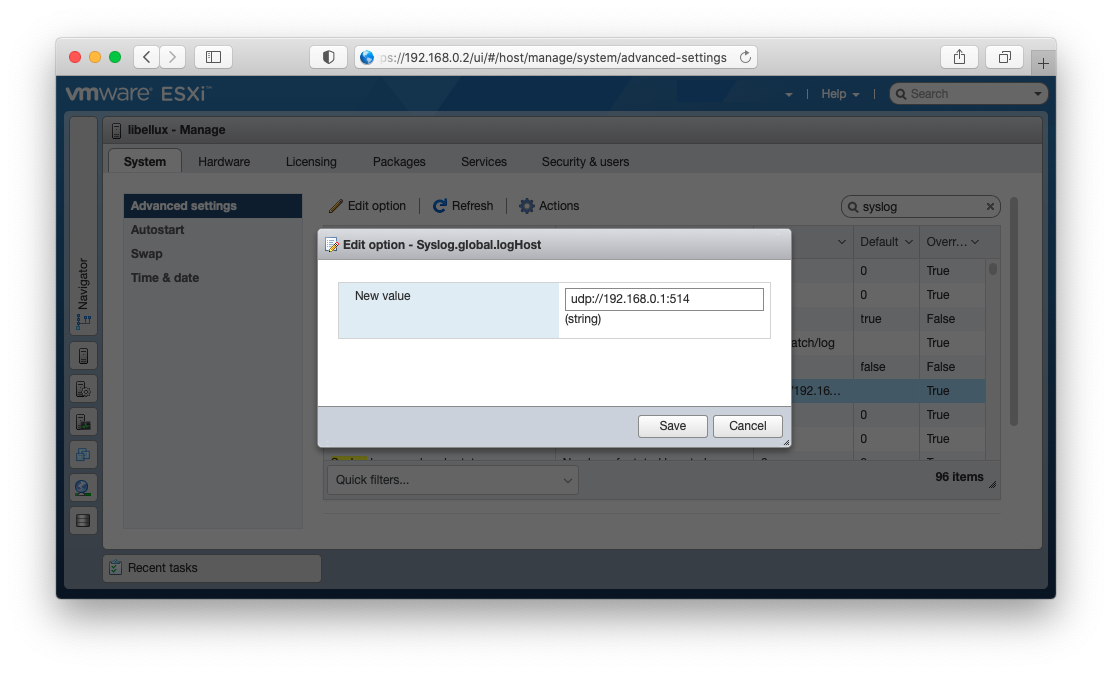 ps://192.168.0.2/ui/#/host/manage/system/advanced-settings
vmware ESXi™
Help
Search
libellux - Manage
System Hardware Licensing Packages Services Security & users
Navigator
Advanced settings
Autostart
Swap
Time & date
Edit option Refresh Actions
syslog
Default Overr...
0 True
0 True
true False
atch/log True
false False
'192.16... True
0 True
0 True
Edit option - Syslog.global.logHost
New value
udp://192.168.0.1:514
(string)
Save Cancel
Quick filters...
96 items
Recent tasks